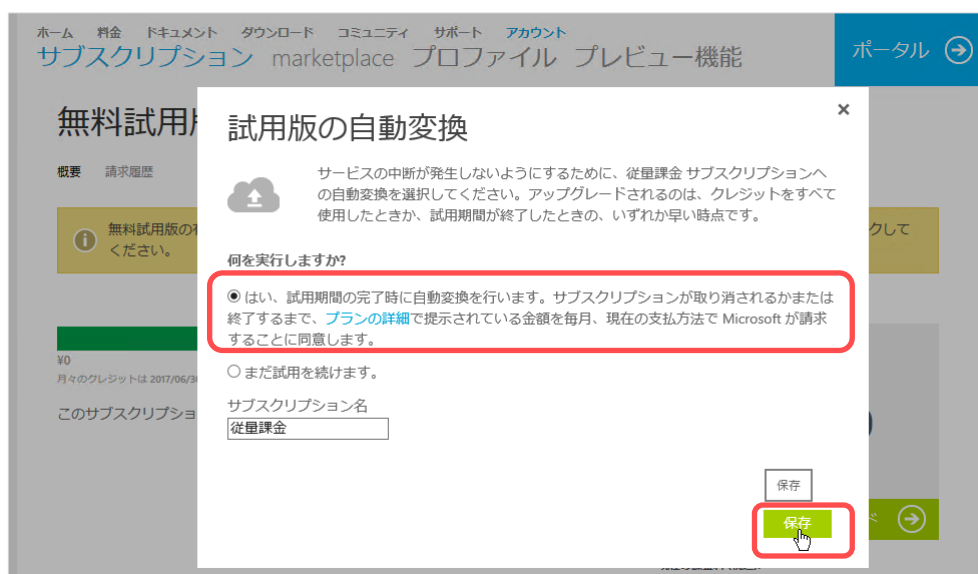 ホーム 料金 ドキュメント ダウンロード コミュニティ サポート アカウント
サブスクリプション marketplace プロファイル プレビュー機能
ポータル
無料試用版
概要 請求履歴
無料試用版の クして
ください。
¥0
月々のクレジットは 2017/06/30
このサブスクリプショ
試用版の自動変換
サービスの中断が発生しないようにするために、従量課金 サブスクリプションへ
の自動変換を選択してください。アップグレードされるのは、クレジットをすべて
使用したときか、試用期間が終了したときの、いずれか早い時点です。
何を実行しますか?
はい、試用期間の完了時に自動変換を行います。サブスクリプションが取り消されるかまたは
終了するまで、プランの詳細で提示されている金額を毎月、現在の支払方法で Microsoft が請求
することに同意します。
まだ試用を続けます。
サブスクリプション名
従量課金
保存
保存